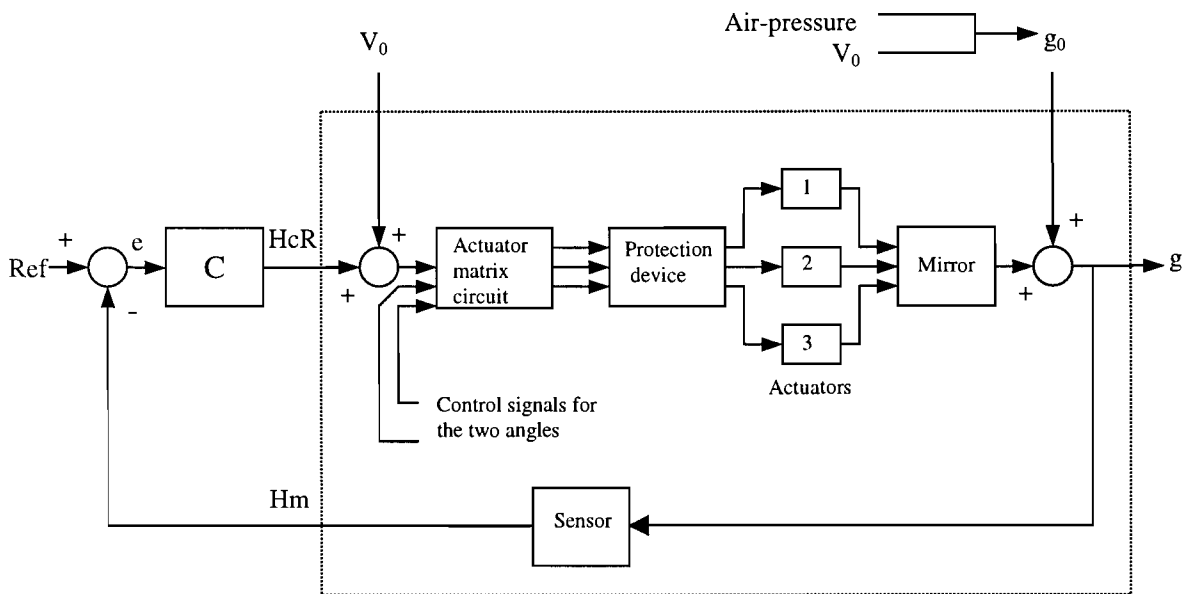 Air-pressure
V₀
g₀
V₀
+
Ref
e
-
C
HcR
+
+
Actuator
matrix
circuit
Protection
device
1
2
3
Actuators
Mirror
+
+
g
Control signals for
the two angles
Hm
Sensor